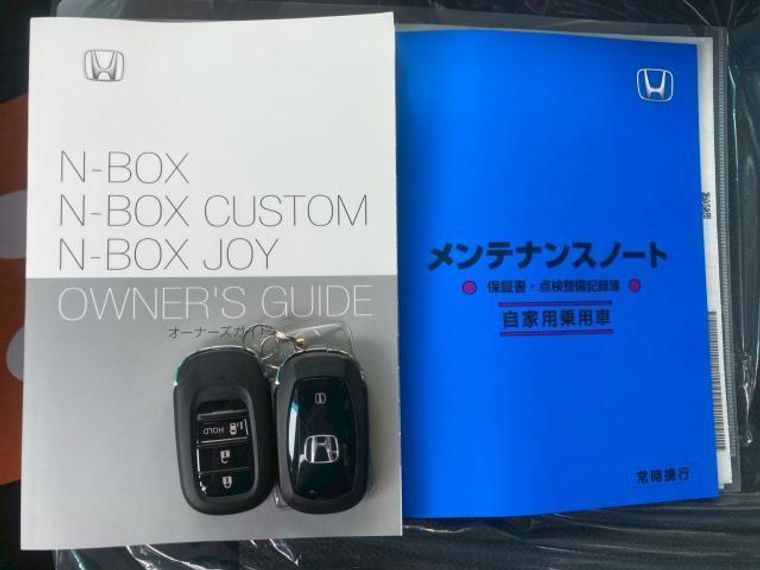 N-BOX
N-BOX CUSTOM
N-BOX JOY
OWNER'S GUIDE
オーナーズガイド
HOLD
メンテナンスノート
保証書・点検整備記録簿
自家用乗用車
常時携行